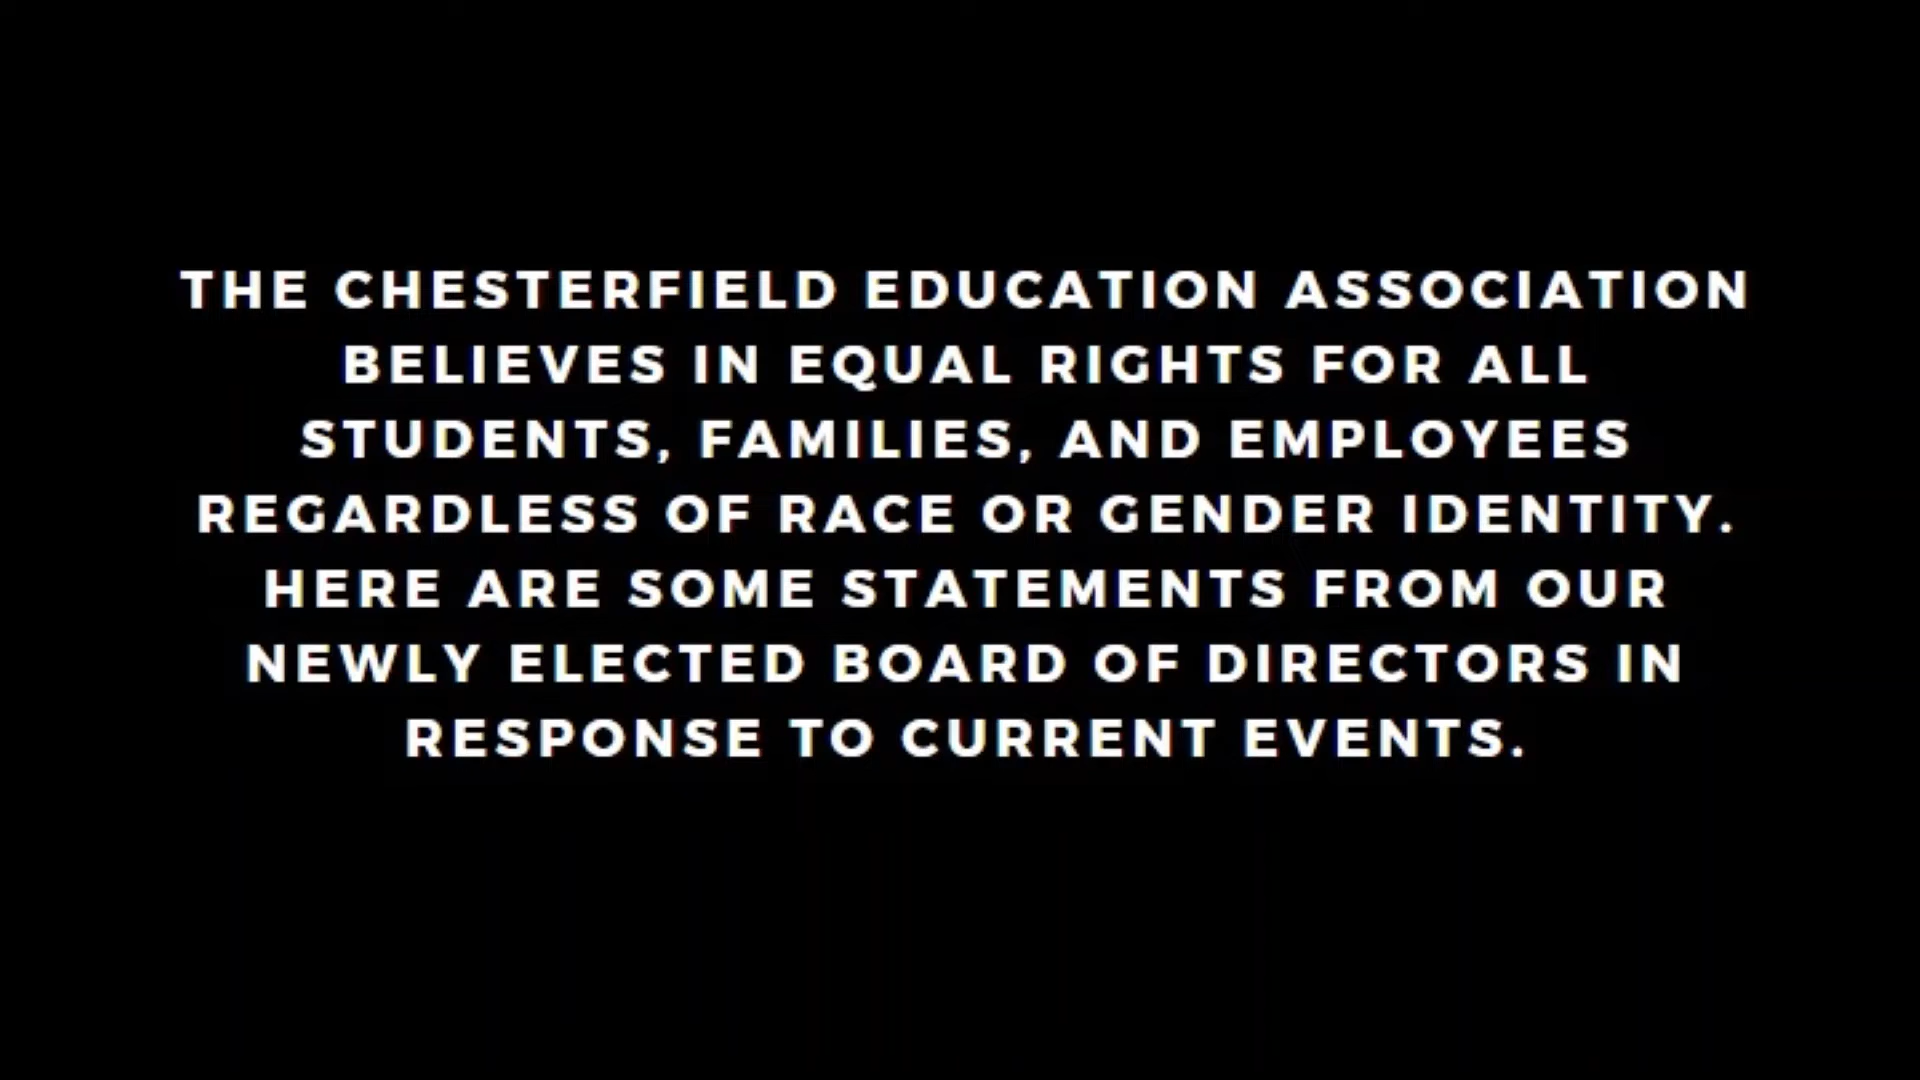 THE CHESTERFIELD EDUCATION ASSOCIATION
BELIEVES IN EQUAL RIGHTS FOR ALL
STUDENTS, FAMILIES, AND EMPLOYEES
REGARDLESS OF RACE OR GENDER IDENTITY.
HERE ARE SOME STATEMENTS FROM OUR
NEWLY ELECTED BOARD OF DIRECTORS IN
RESPONSE TO CURRENT EVENTS.